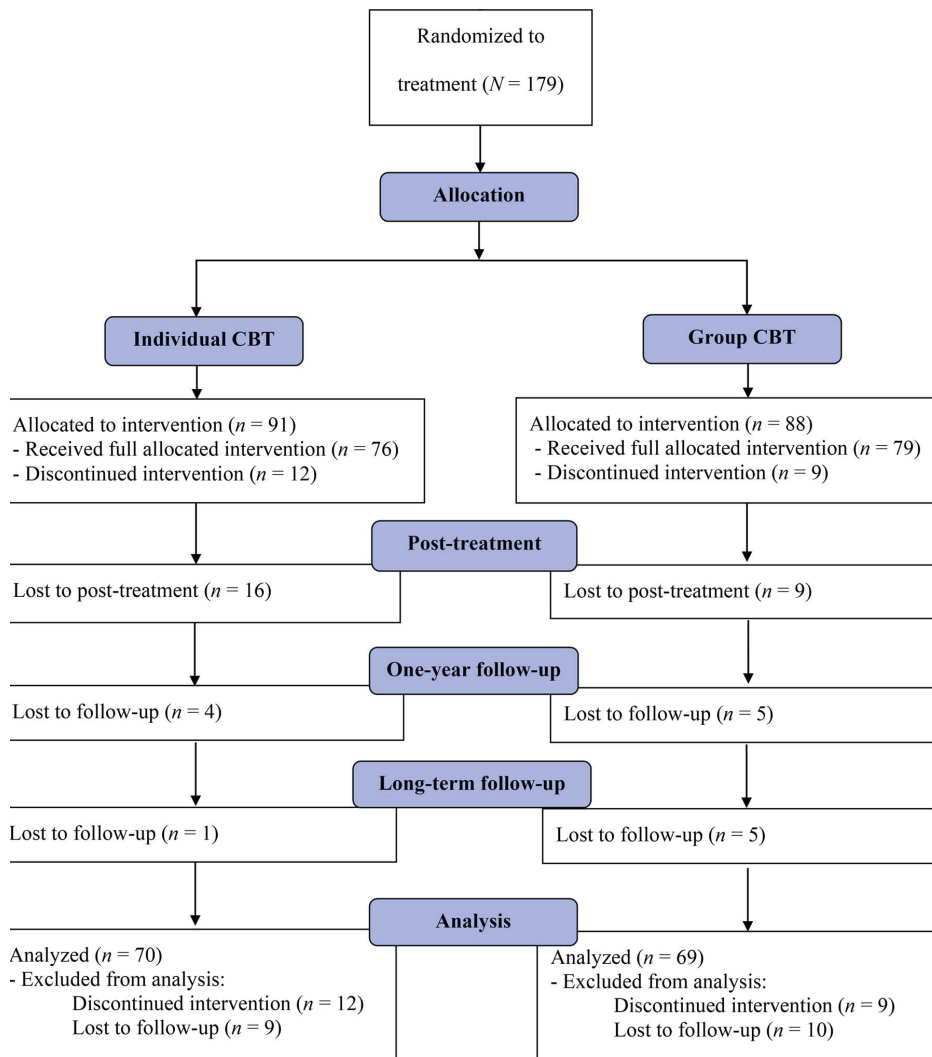 Randomized to
treatment (N = 179)
Allocation
Individual CBT
Group CBT
Allocated to intervention (n = 91)
- Received full allocated intervention (n = 76)
- Discontinued intervention (n = 12)
Allocated to intervention (n = 88)
- Received full allocated intervention (n = 79)
- Discontinued intervention (n = 9)
Post-treatment
Lost to post-treatment (n = 16)
Lost to post-treatment (n = 9)
One-year follow-up
Lost to follow-up (n = 4)
Lost to follow-up (n = 5)
Long-term follow-up
Lost to follow-up (n = 1)
Lost to follow-up (n = 5)
Analysis
Analyzed (n = 70)
- Excluded from analysis:
Discontinued intervention (n = 12)
Lost to follow-up (n = 9)
Analyzed (n = 69)
- Excluded from analysis:
Discontinued intervention (n = 9)
Lost to follow-up (n = 10)